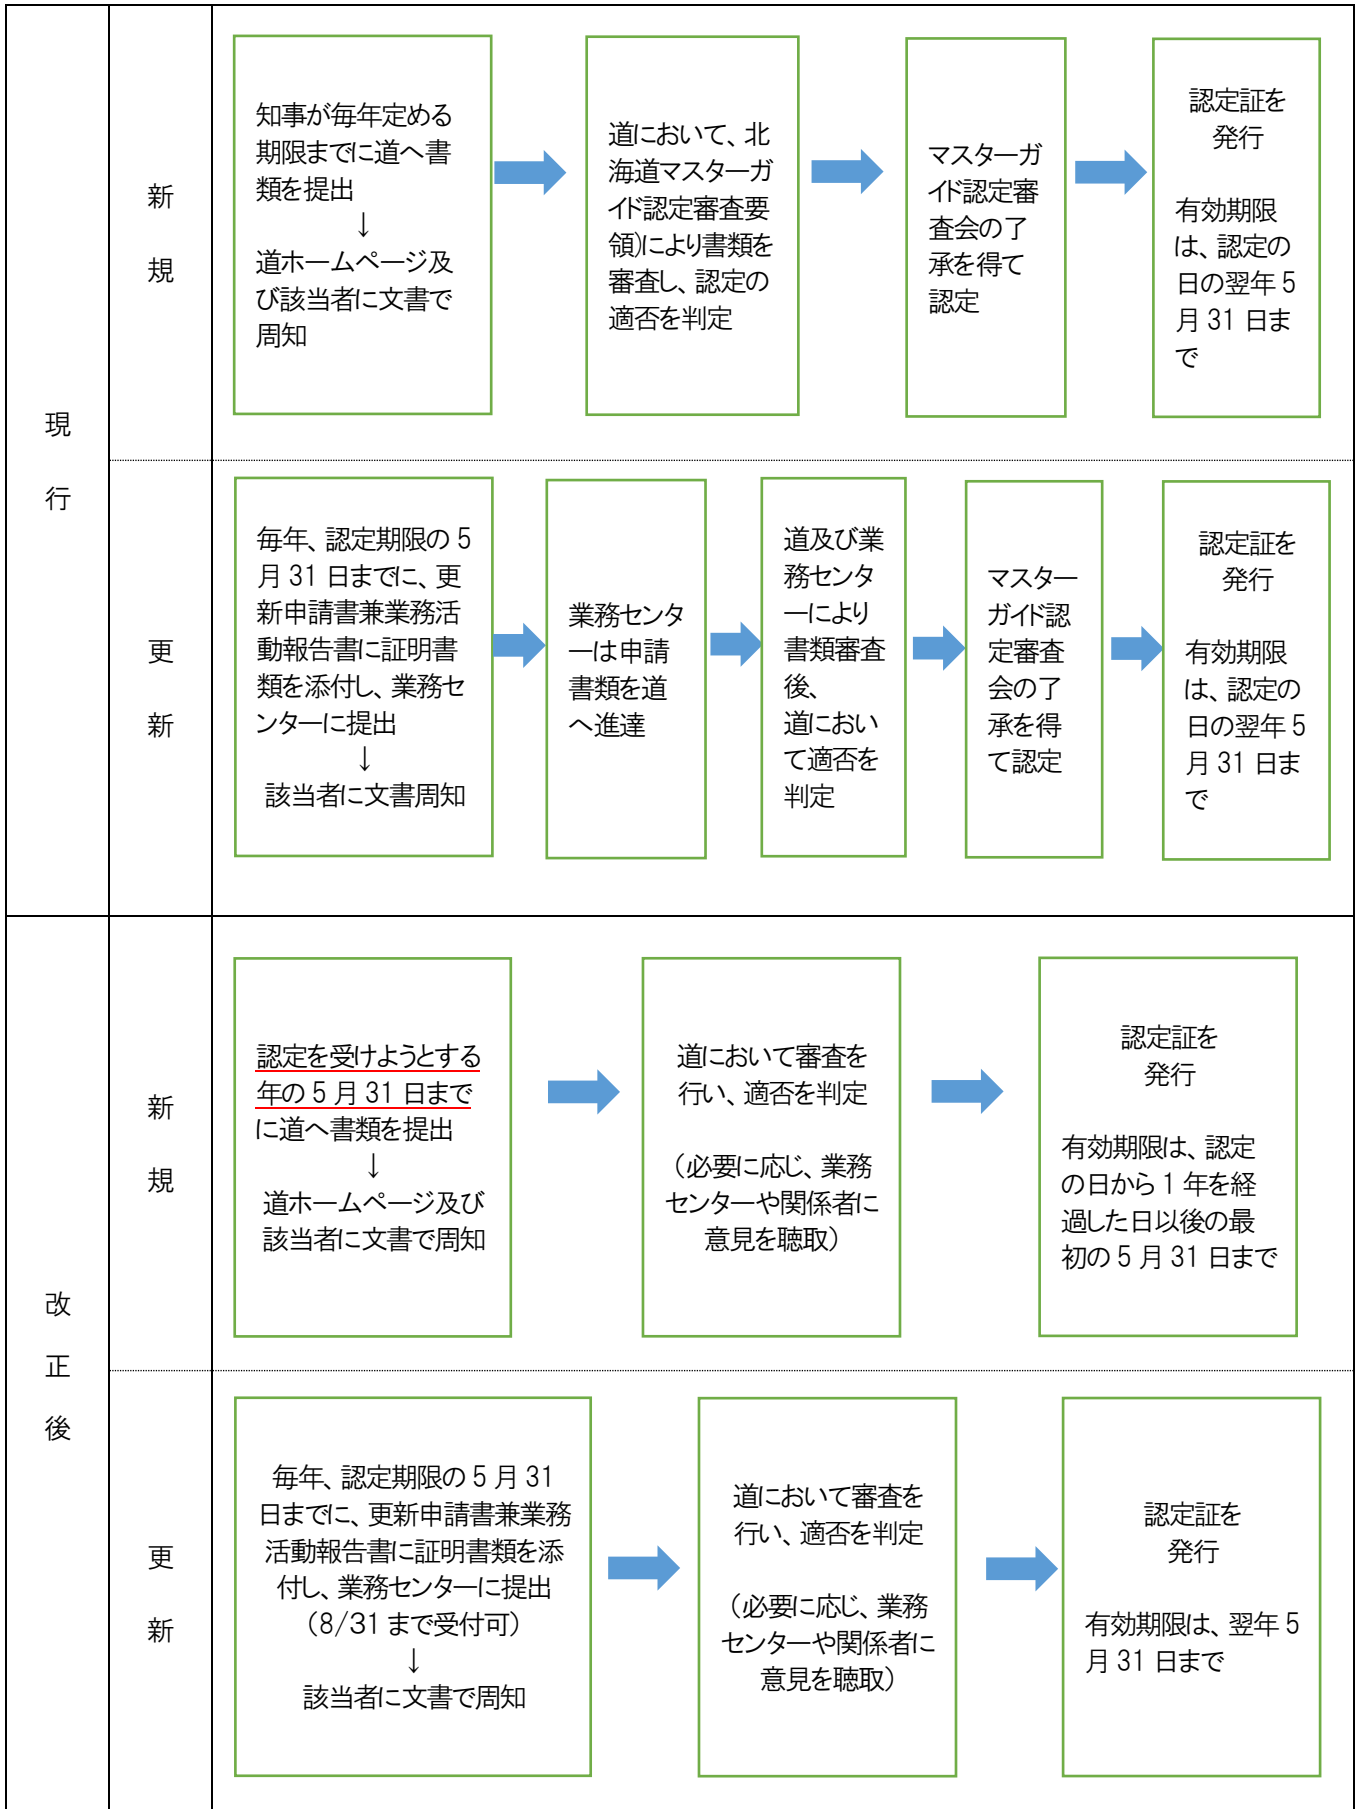 現
行
新
規
知事が毎年定める
期限までに道へ書
類を提出
↓
道ホームページ及
び該当者に文書で
周知
道において、北
海道マスターガ
イド認定審査要
領)により書類を
審査し、認定の
適否を判定
マスターガ
イド認定審
査会の了
承を得て
認定
認定証を
発行
有効期限
は、認定の
日の翌年５
月 31 日ま
で
更
新
毎年、認定期限の５
月 31 日までに、更
新申請書兼業務活
動報告書に証明書
類を添付し、業務セ
ンターに提出
↓
該当者に文書周知
業務センタ
ーは申請
書類を道
へ進達
道及び業
務センタ
ーにより
書類審査
後、
道におい
て適否を
判定
マスター
ガイド認
定審査
会の了
承を得
て認定
認定証を
発行
有効期限
は、認定の
日の翌年５
月 31 日ま
で
改
正
後
新
規
認定を受けようとする
年の５月 31 日まで
に道へ書類を提出
↓
道ホームページ及び
該当者に文書で周知
道において審査を
行い、適否を判定
（必要に応じ、業務
センターや関係者に
意見を聴取）
認定証を
発行
有効期限は、認定
の日から１年を経
過した日以後の最
初の５月 31 日まで
更
新
毎年、認定期限の５月 31
日までに、更新申請書兼業務
活動報告書に証明書類を添
付し、業務センターに提出
（8/31 まで受付可）
↓
該当者に文書で周知
道において審査を
行い、適否を判定
（必要に応じ、業務
センターや関係者に
意見を聴取）
認定証を
発行
有効期限は、翌年５
月 31 日まで